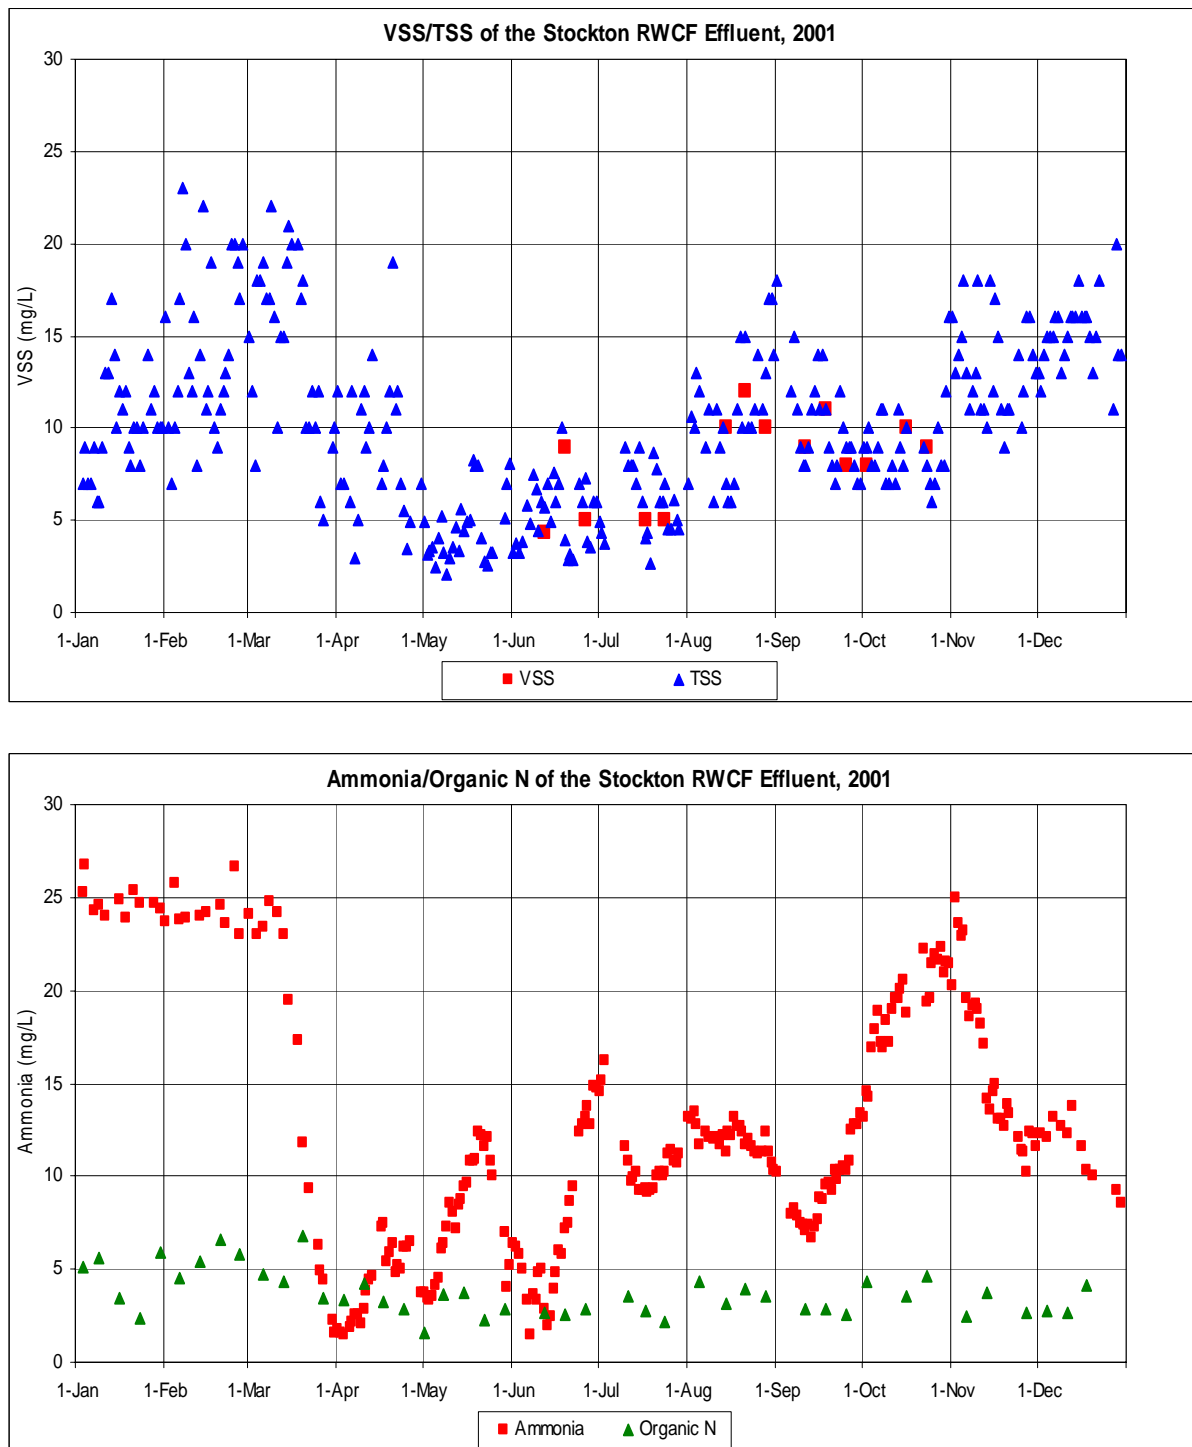 VSS/TSS of the Stockton RWCF Effluent, 2001
30
25
20
15
10
5
0
VSS (mg/L)
1-Jan 1-Feb 1-Mar 1-Apr 1-May 1-Jun 1-Jul 1-Aug 1-Sep 1-Oct 1-Nov 1-Dec
VSS TSS
Ammonia/Organic N of the Stockton RWCF Effluent, 2001
30
25
20
15
10
5
0
Ammonia (mg/L)
1-Jan 1-Feb 1-Mar 1-Apr 1-May 1-Jun 1-Jul 1-Aug 1-Sep 1-Oct 1-Nov 1-Dec
Ammonia Organic N